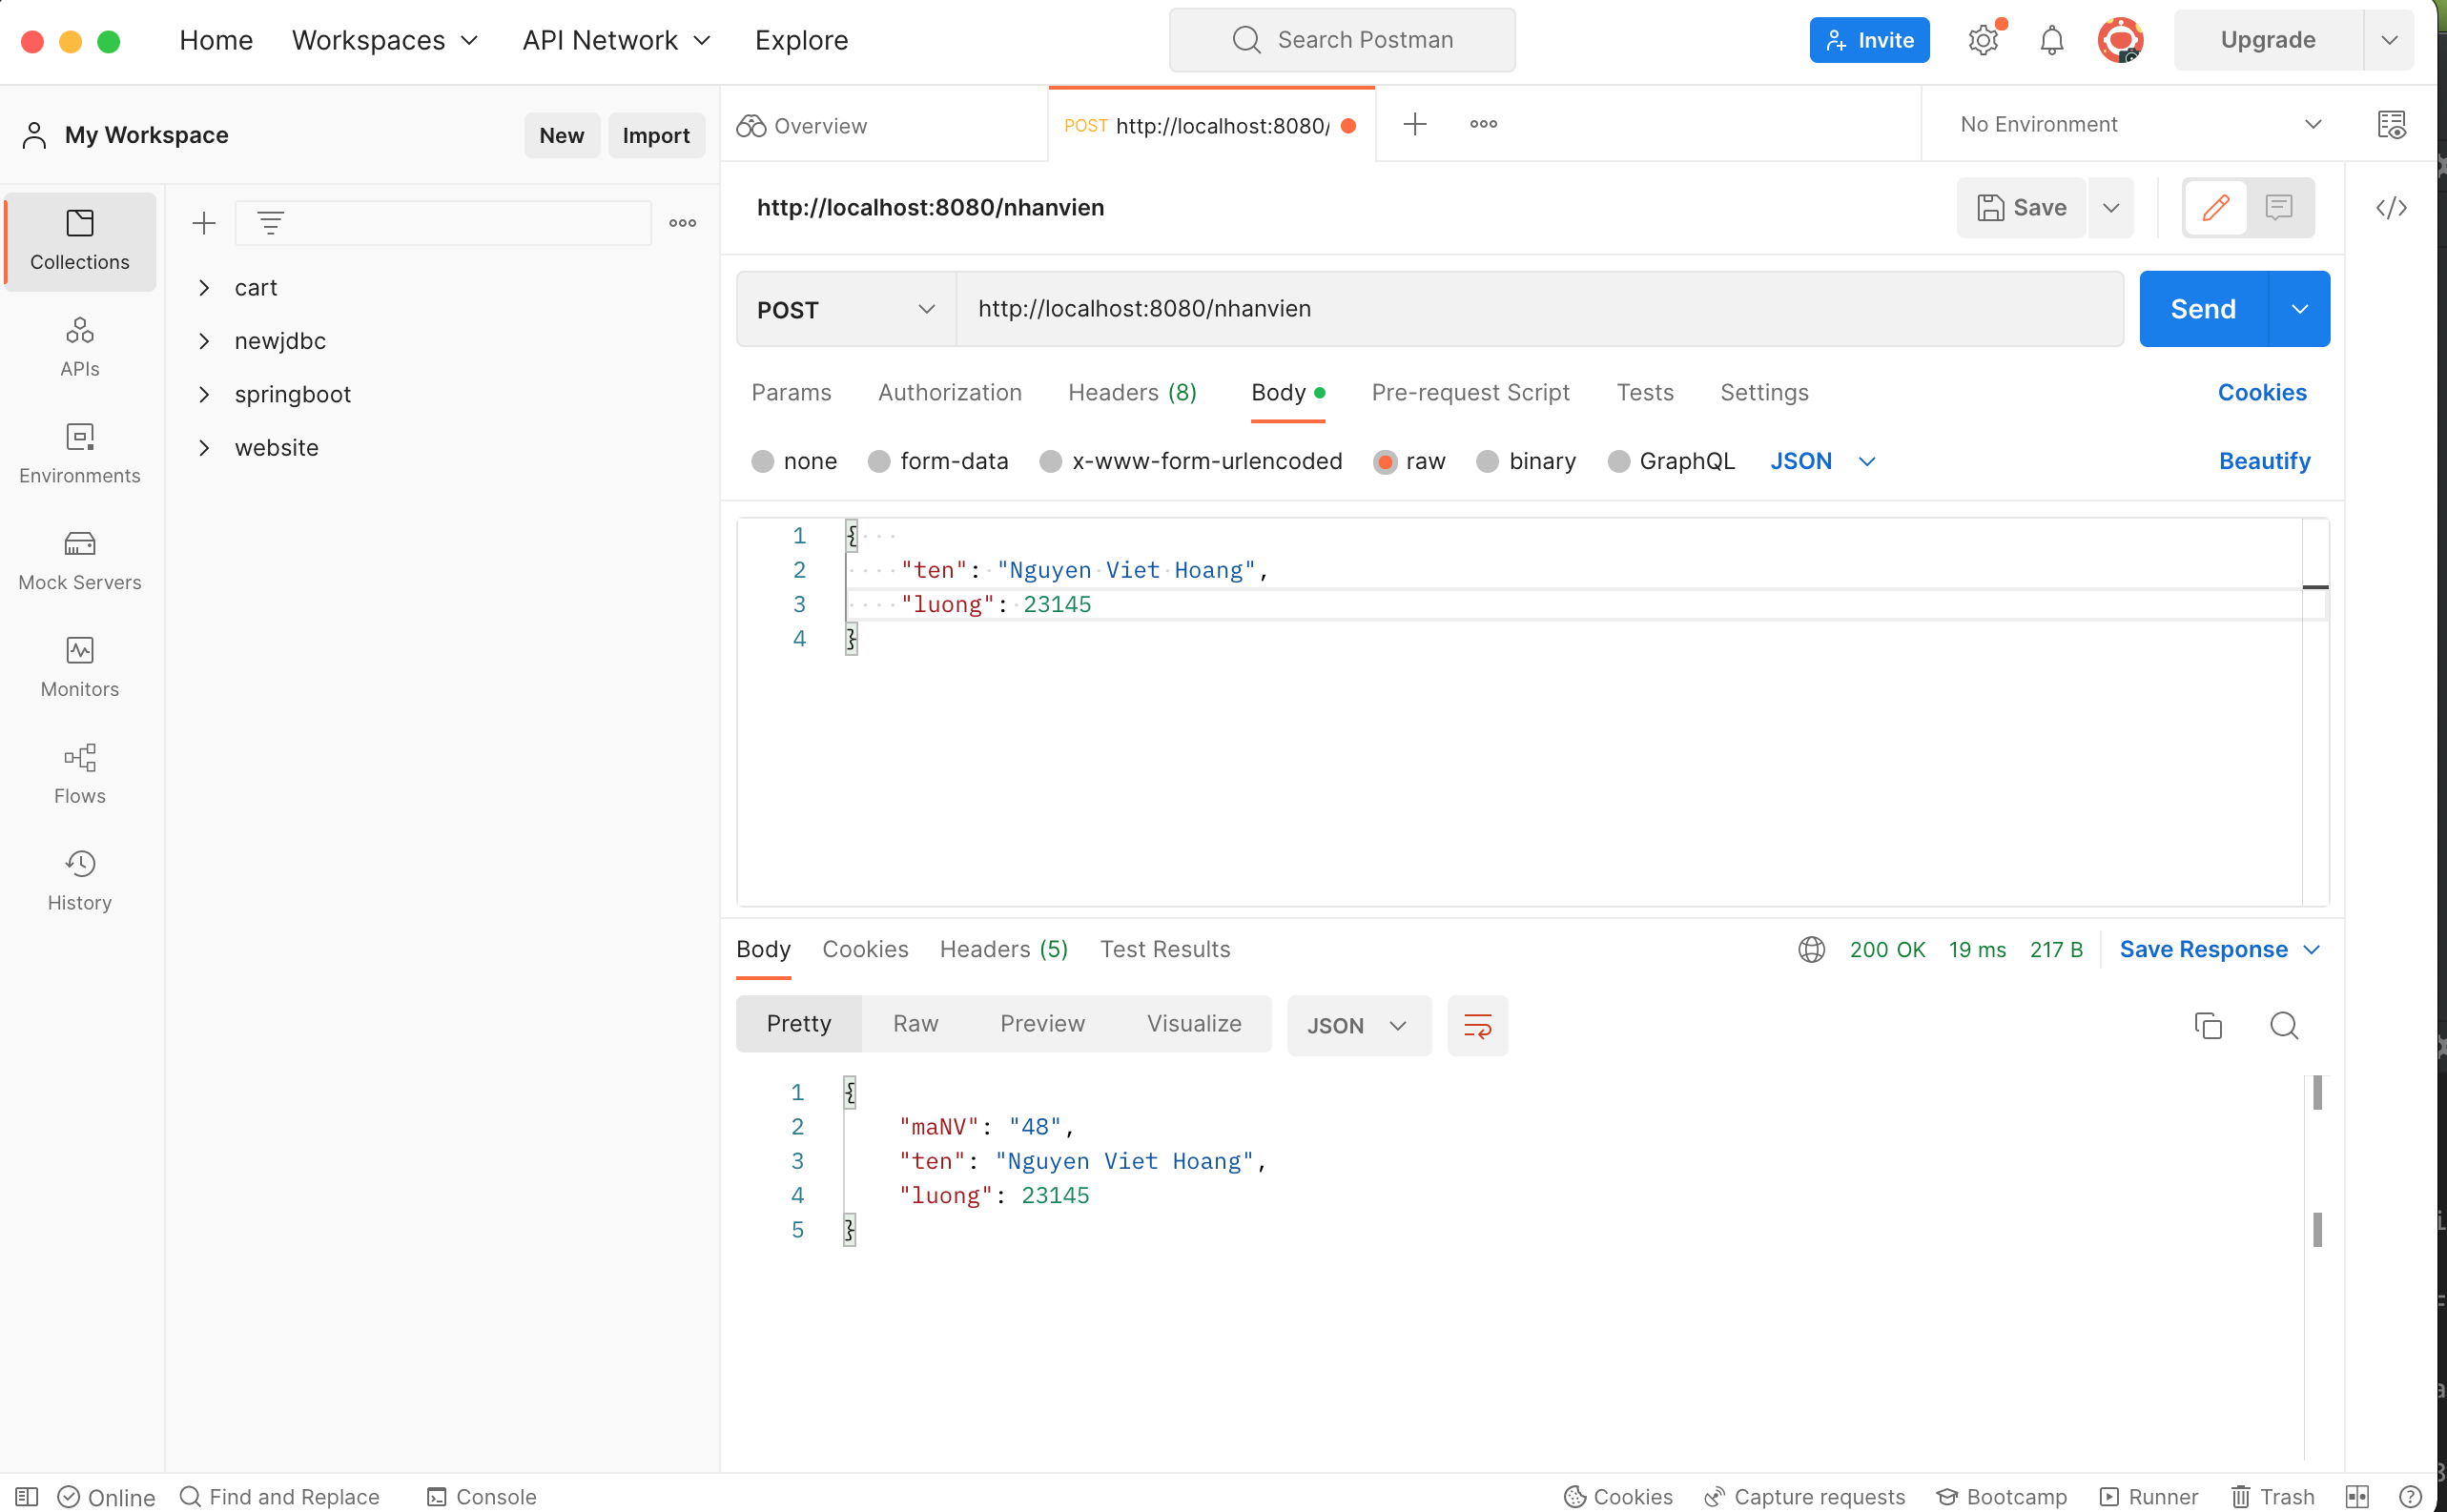 Home Workspaces API Network Explore Search Postman Invite Upgrade
My Workspace New Import Overview POST http://localhost:8080/ No Environment
Collections
APIs
Environments
Mock Servers
Monitors
Flows
History
cart
newjdbc
springboot
website
http://localhost:8080/nhanvien Save
POST http://localhost:8080/nhanvien Send
Params Authorization Headers (8) Body Pre-request Script Tests Settings Cookies
none form-data x-www-form-urlencoded raw binary GraphQL JSON Beautify
1 {
2 "ten": "Nguyen Viet Hoang",
3 "luong": 23145
4 }
Body Cookies Headers (5) Test Results 200 OK 19 ms 217 B Save Response
Pretty Raw Preview Visualize JSON
1 {
2 "maNV": "48",
3 "ten": "Nguyen Viet Hoang",
4 "luong": 23145
5 }
Online Find and Replace Console Cookies Capture requests Bootcamp Runner Trash